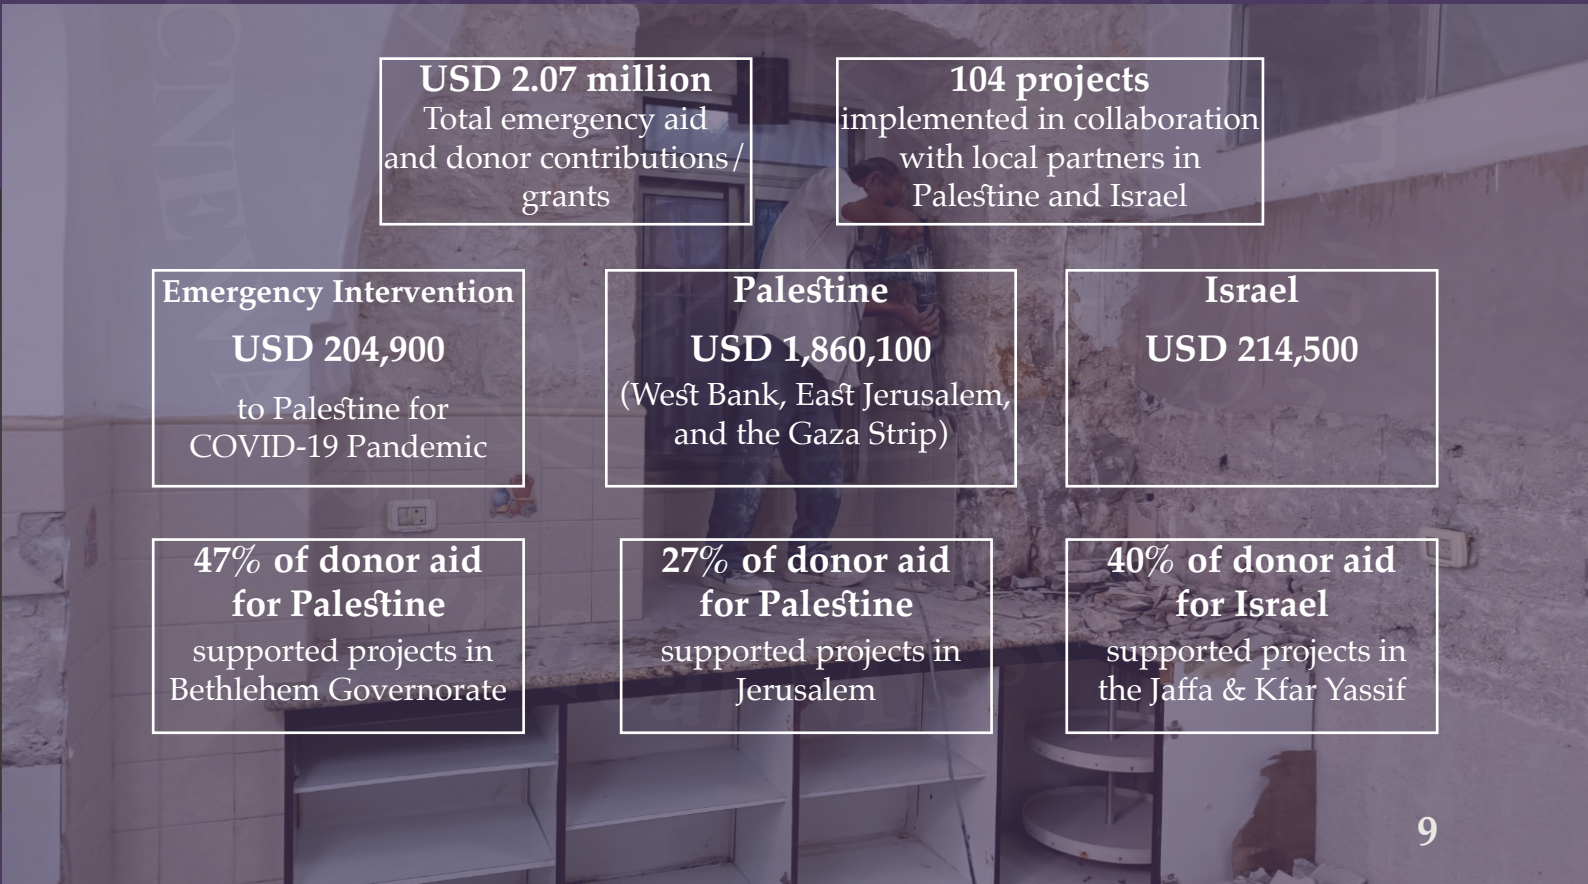 USD 2.07 million
Total emergency aid
and donor contributions/
grants
104 projects
implemented in collaboration
with local partners in
Palestine and Israel
Emergency Intervention
USD 204,900
to Palestine for
COVID-19 Pandemic
Palestine
USD 1,860,100
(West Bank, East Jerusalem,
and the Gaza Strip)
Israel
USD 214,500
47% of donor aid
for Palestine
supported projects in
Bethlehem Governorate
27% of donor aid
for Palestine
supported projects in
Jerusalem
40% of donor aid
for Israel
supported projects in
the Jaffa & Kfar Yassif
9